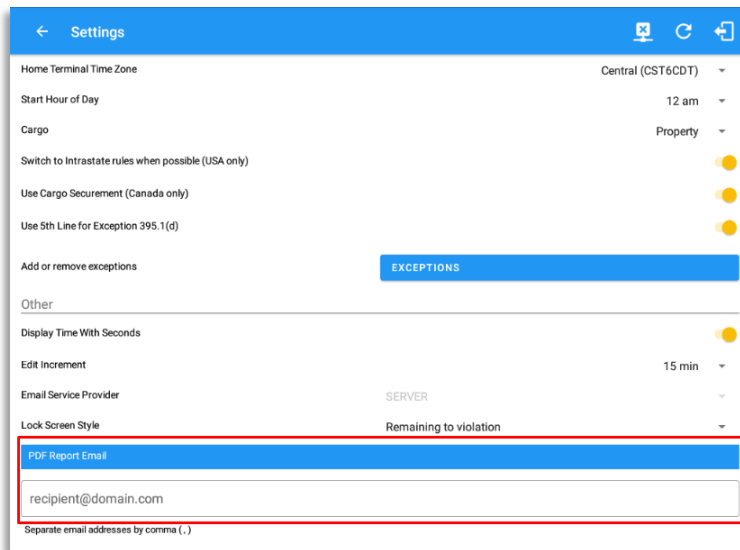 Settings
Home Terminal Time Zone Central (CST6CDT)
Start Hour of Day 12 am
Cargo Property
Switch to Intrastate rules when possible (USA only)
Use Cargo Securement (Canada only)
Use 5th Line for Exception 395.1(d)
Add or remove exceptions EXCEPTIONS
Other
Display Time With Seconds
Edit Increment 15 min
Email Service Provider SERVER
Lock Screen Style Remaining to violation
PDF Report Email
recipient@domain.com
Separate email addresses by comma ( , )